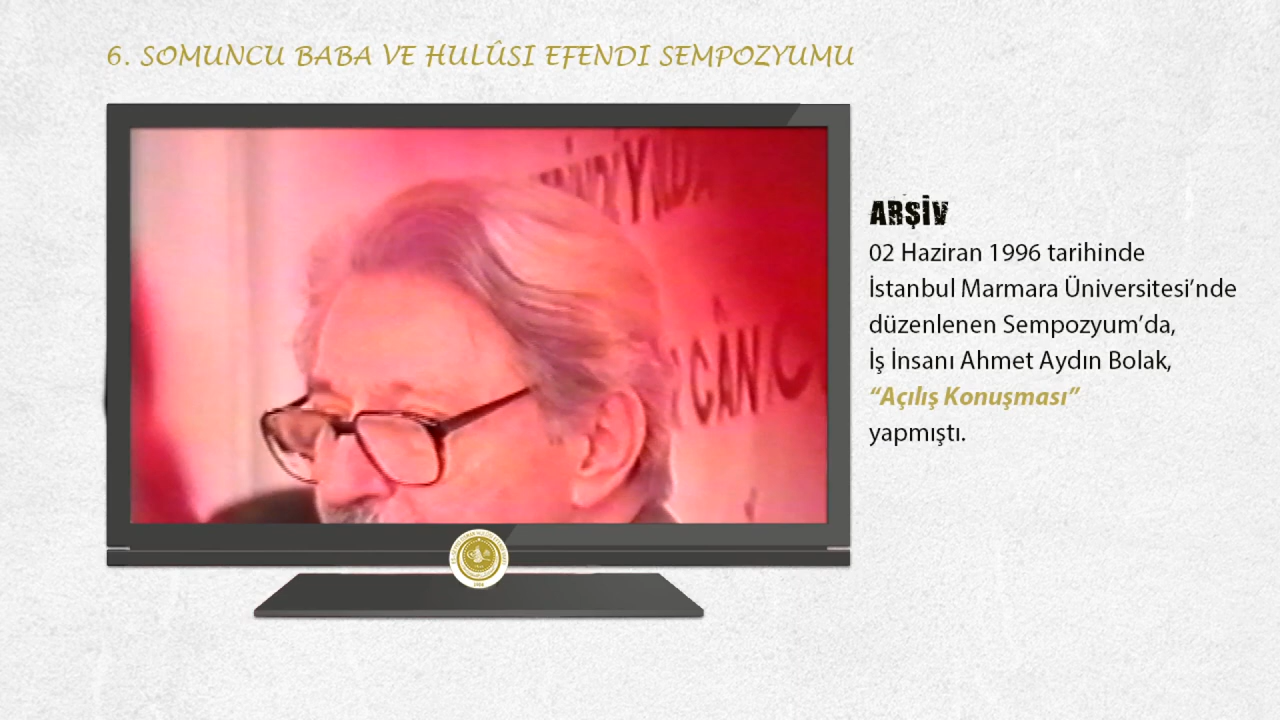 6. SOMUNCU BABA VE HULÛSI EFENDI SEMPOZYUMU
ARŞİV
02 Haziran 1996 tarihinde
İstanbul Marmara Üniversitesi’nde
düzenlenen Sempozyum’da,
İş İnsanı Ahmet Aydın Bolak,
“Açılış Konuşması”
yapmıştı.